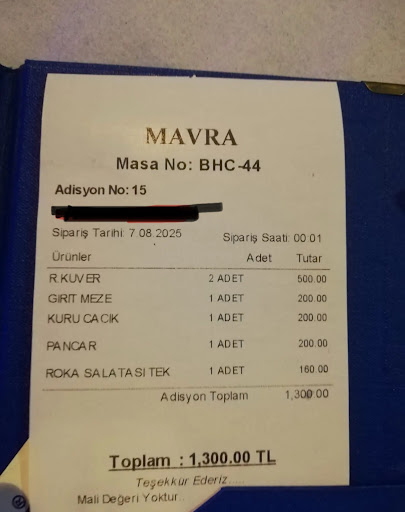 MAVRA
Masa No: BHC-44
Adisyon No: 15
Sipariş Tarihi: 7.08.2025 Sipariş Saati: 00:01
Ürünler Adet Tutar
R.KUVER 2 ADET 500.00
GIRIT MEZE 1 ADET 200.00
KURU CACIK 1 ADET 200.00
PANCAR 1 ADET 200.00
ROKA SALATASI TEK 1 ADET 160.00
Adisyon Toplam 1,300.00
Toplam : 1,300.00 TL
Teşekkür Ederiz.....
Mali Değeri Yoktur..